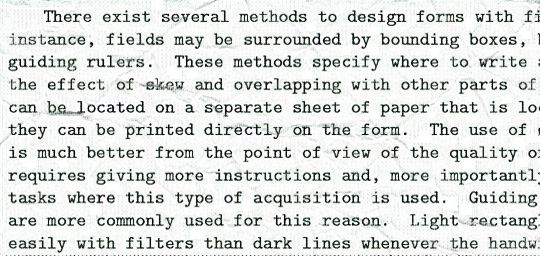 There exist several methods to design forms with fi
instance, fields may be surrounded by bounding boxes,
guiding rulers. These methods specify where to write
the effect of skew and overlapping with other parts of
can be located on a separate sheet of paper that is lo
they can be printed directly on the form. The use of
is much better from the point of view of the quality o
requires giving more instructions and, more importantly
tasks where this type of acquisition is used. Guiding
are more commonly used for this reason. Light rectangl
easily with filters than dark lines whenever the handw